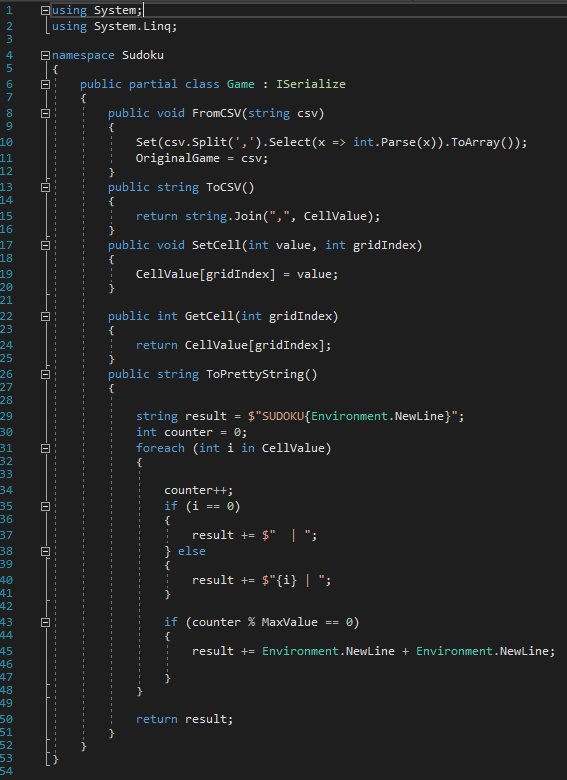 1 using System;
2 using System.Linq;
3
4 namespace Sudoku
5 {
6 public partial class Game : ISerialize
7 {
8 public void FromCSV(string csv)
9 {
10 Set(csv.Split(',').Select(x => int.Parse(x)).ToArray());
11 OriginalGame = csv;
12 }
13 public string ToCSV()
14 {
15 return string.Join(",", CellValue);
16 }
17 public void SetCell(int value, int gridIndex)
18 {
19 CellValue[gridIndex] = value;
20 }
21
22 public int GetCell(int gridIndex)
23 {
24 return CellValue[gridIndex];
25 }
26 public string ToPrettyString()
27 {
28
29 string result = $"SUDOKU{Environment.NewLine}";
30 int counter = 0;
31 foreach (int i in CellValue)
32 {
33
34 counter++;
35 if (i == 0)
36 {
37 result += $"  | ";
38 } else
39 {
40 result += $"{i} | ";
41 }
42
43 if (counter % MaxValue == 0)
44 {
45 result += Environment.NewLine + Environment.NewLine;
46
47 }
48 }
49
50 return result;
51 }
52 }
53 }
54